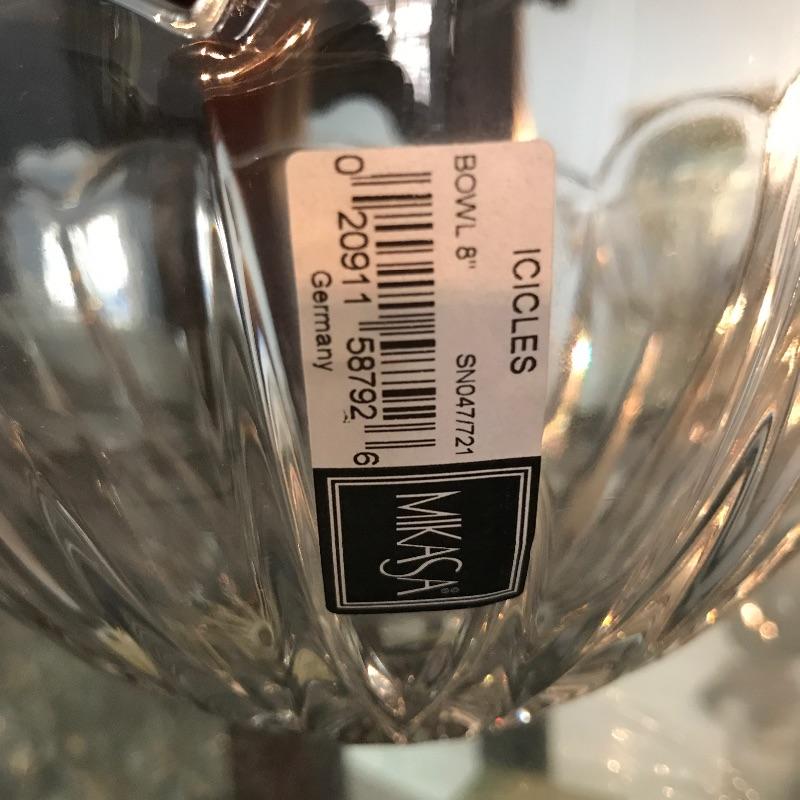 ICICLES
BOWL 8" SN047/721
0 20911 58792 6
Germany
MIKASA